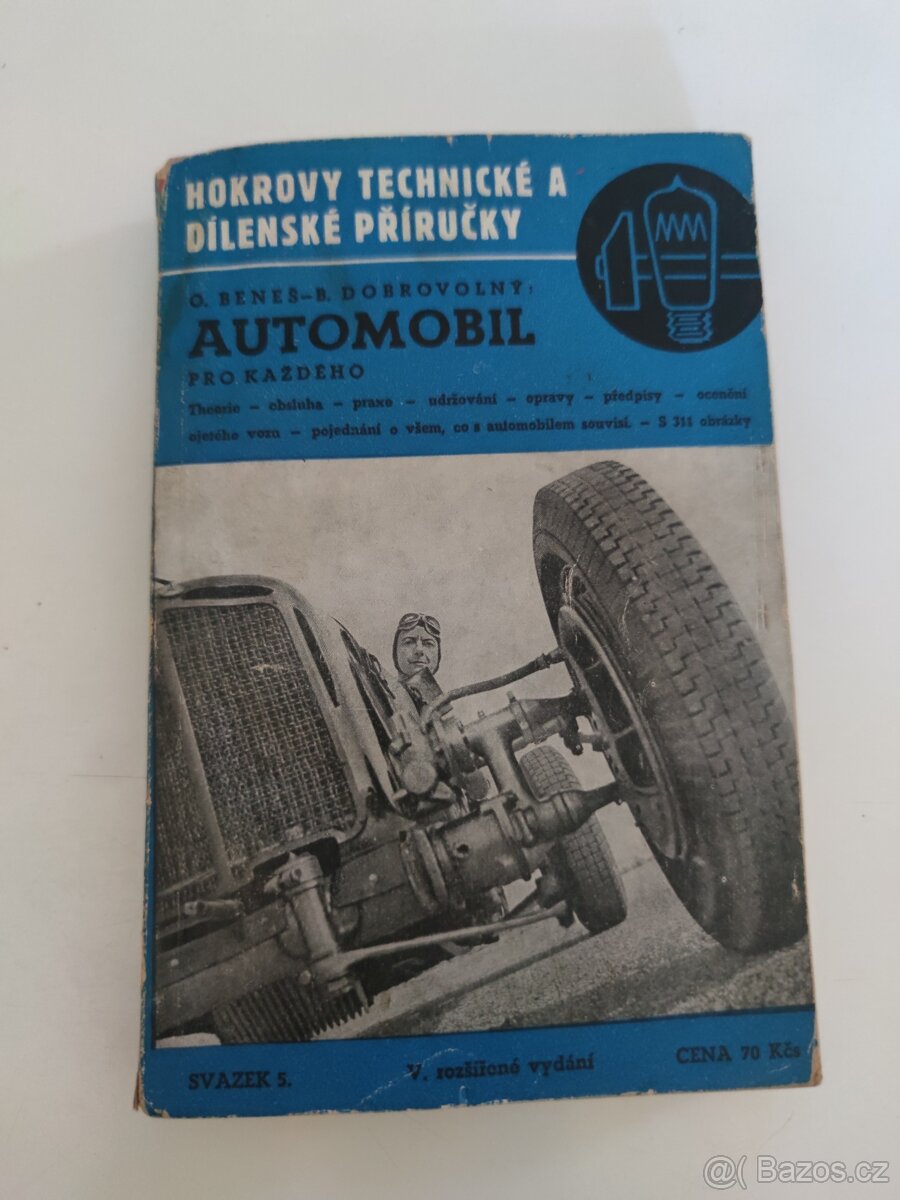 HOKROVY TECHNICKÉ A
DÍLENSKÉ PŘÍRUČKY
O. BENEŠ-B. DOBROVOLNÝ:
AUTOMOBIL
PRO KAŽDÉHO
Theorie - obsluha - praxe - udržování - opravy - předpisy - ocenění
ojetého vozu - pojednání o všem, co s automobilem souvisí. - S 311 obrázky
SVAZEK 5.
V. rozšířené vydání
CENA 70 Kčs
@( Bazos.cz